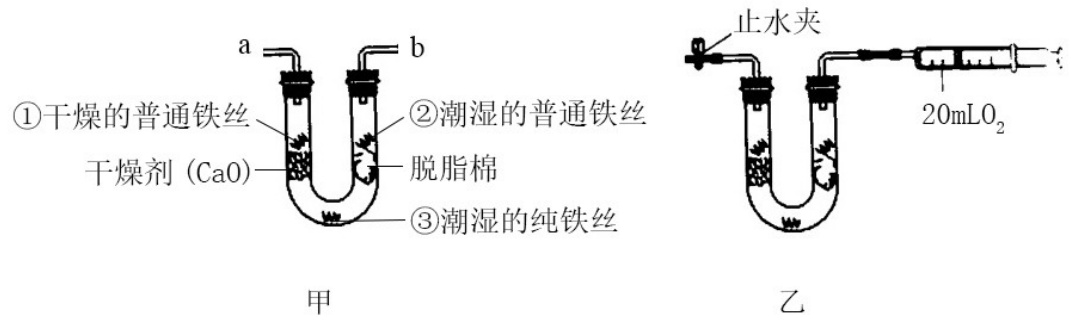 a
b
①干燥的普通铁丝
②潮湿的普通铁丝
干燥剂(CaO)
脱脂棉
③潮湿的纯铁丝
甲
止水夹
20mLO₂
乙